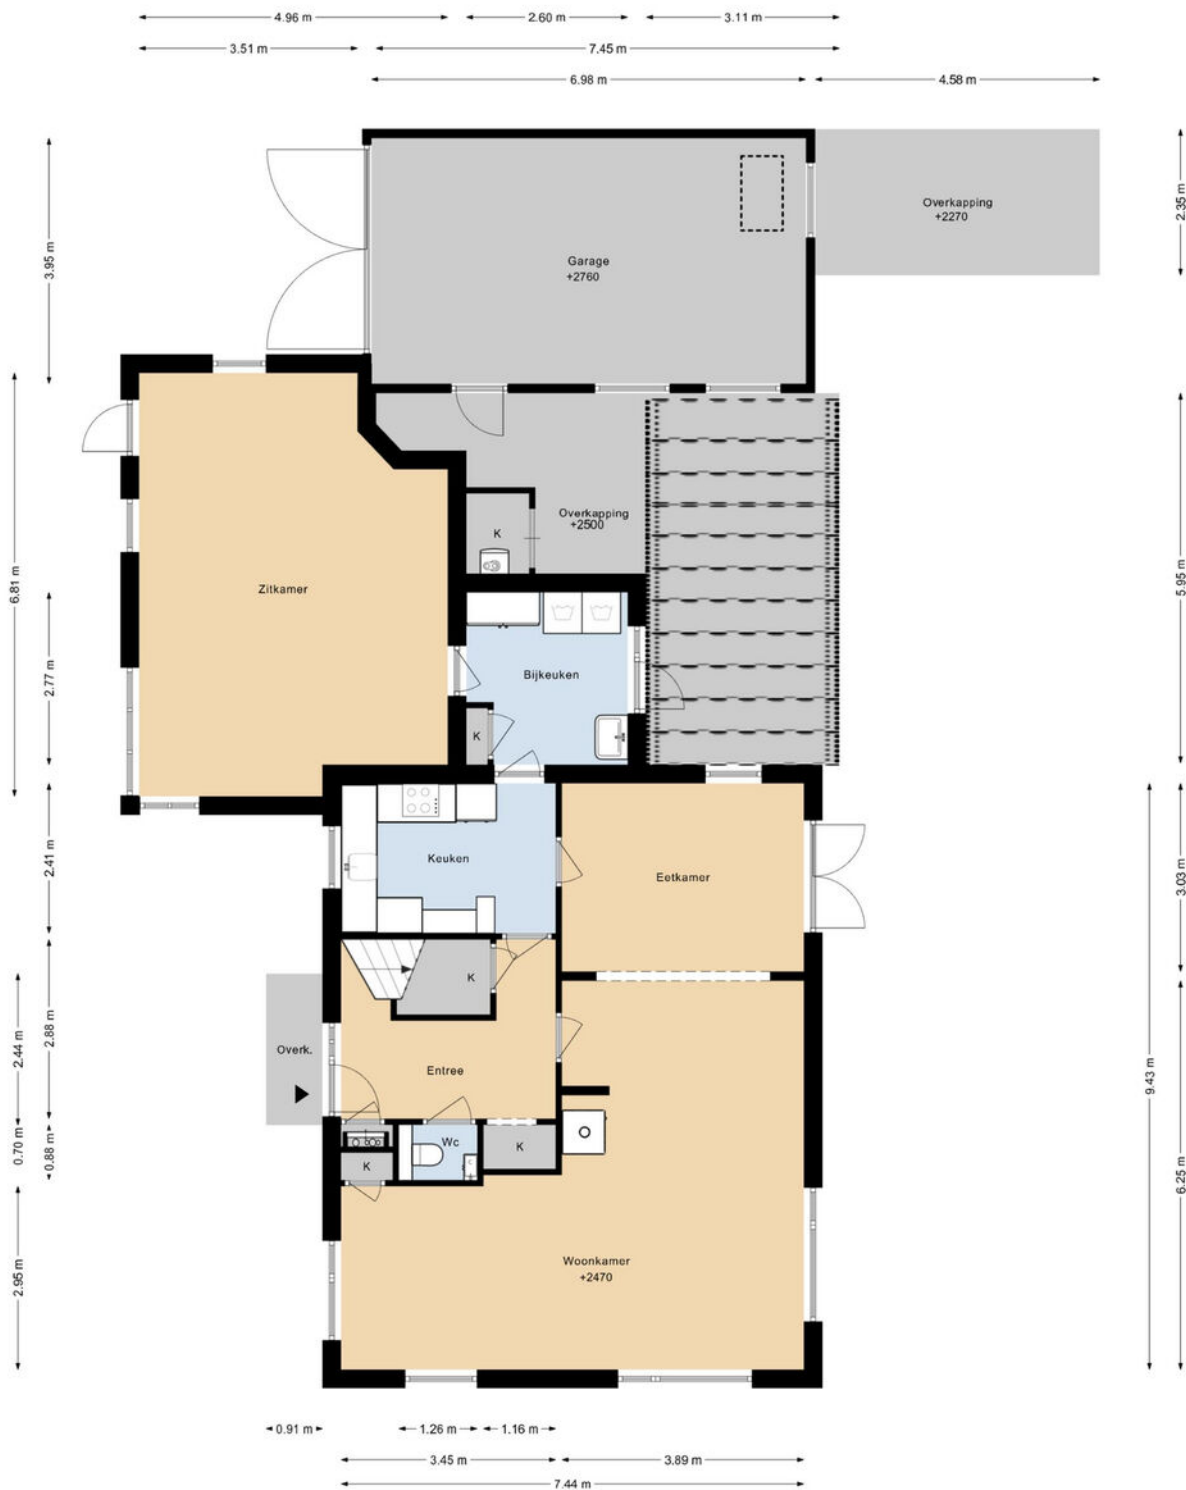 4.96 m
2.60 m
3.11 m
3.51 m
7.45 m
6.98 m
4.58 m
3.95 m
2.35 m
Overkapping
+2270
Garage
+2760
6.81 m
5.95 m
Overkapping
+2500
K
Zitkamer
2.77 m
Bijkeuken
K
2.41 m
Keuken
Eetkamer
3.03 m
2.44 m
2.88 m
K
Overk.
Entree
9.43 m
0.70 m
0.88 m
Wc
K
K
6.25 m
2.95 m
Woonkamer
+2470
0.91 m
1.26 m
1.16 m
3.45 m
3.89 m
7.44 m